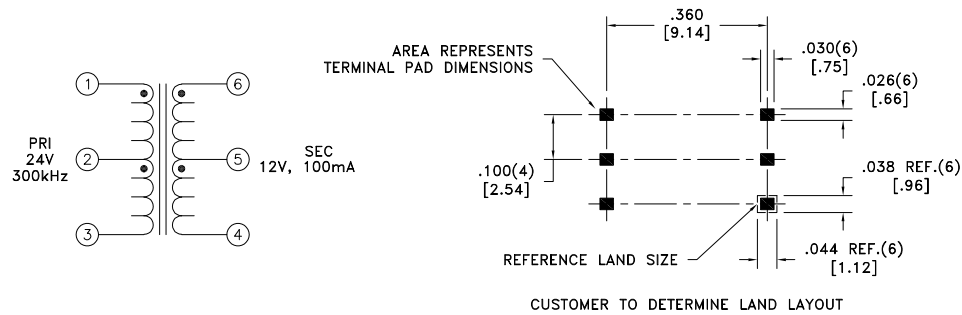 1
2
3
6
5
4
PRI
24V
300kHz
SEC
12V, 100mA
AREA REPRESENTS
TERMINAL PAD DIMENSIONS
.360
[9.14]
.030(6)
[.75]
.026(6)
[.66]
.100(4)
[2.54]
.038 REF.(6)
[.96]
REFERENCE LAND SIZE
.044 REF.(6)
[1.12]
CUSTOMER TO DETERMINE LAND LAYOUT